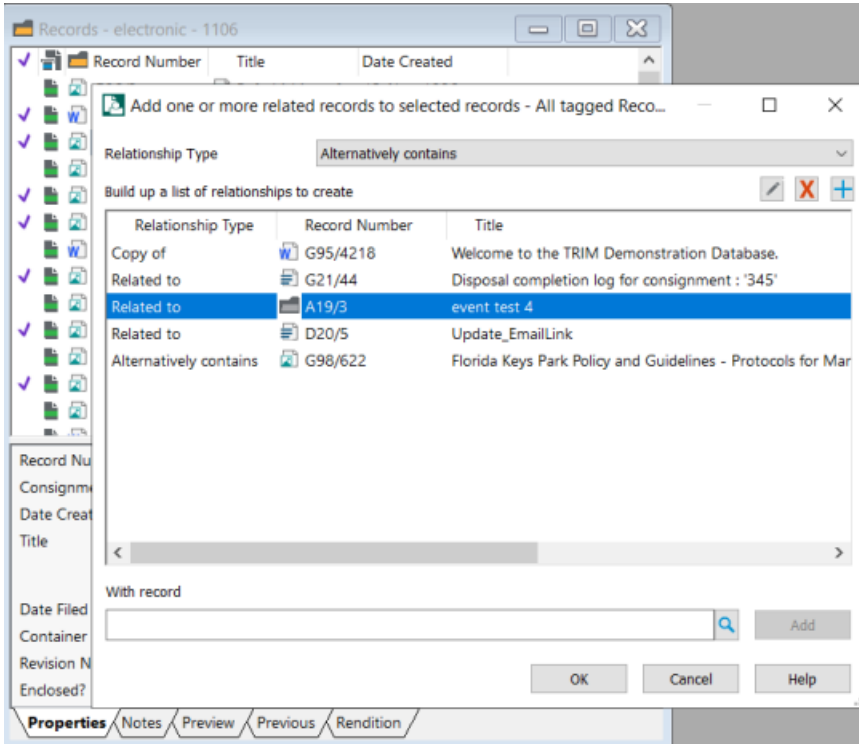 Records - electronic - 1106
Record Number Title Date Created
Add one or more related records to selected records - All tagged Reco...
Relationship Type Alternatively contains
Build up a list of relationships to create
Relationship Type Record Number Title
Copy of G95/4218 Welcome to the TRIM Demonstration Database.
Related to G21/44 Disposal completion log for consignment : '345'
Related to A19/3 event test 4
Related to D20/5 Update_EmailLink
Alternatively contains G98/622 Florida Keys Park Policy and Guidelines - Protocols for Mar
Record Nu
Consignm
Date Creat
Title
With record
Date Filed
Container
Add
Revision N
Enclosed?
OK Cancel Help
Properties Notes Preview Previous Rendition